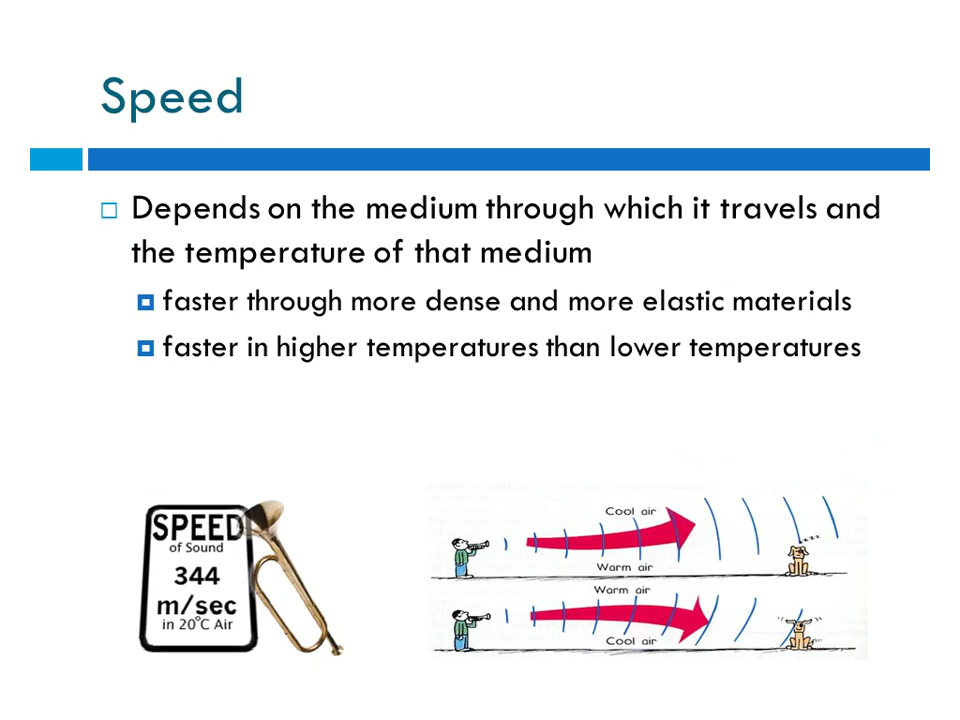 Speed
Depends on the medium through which it travels and
the temperature of that medium
faster through more dense and more elastic materials
faster in higher temperatures than lower temperatures
SPEED
of Sound
344
m/sec
in 20°C Air
Cool air
zzzz
Warm air
Warm air
Cool air